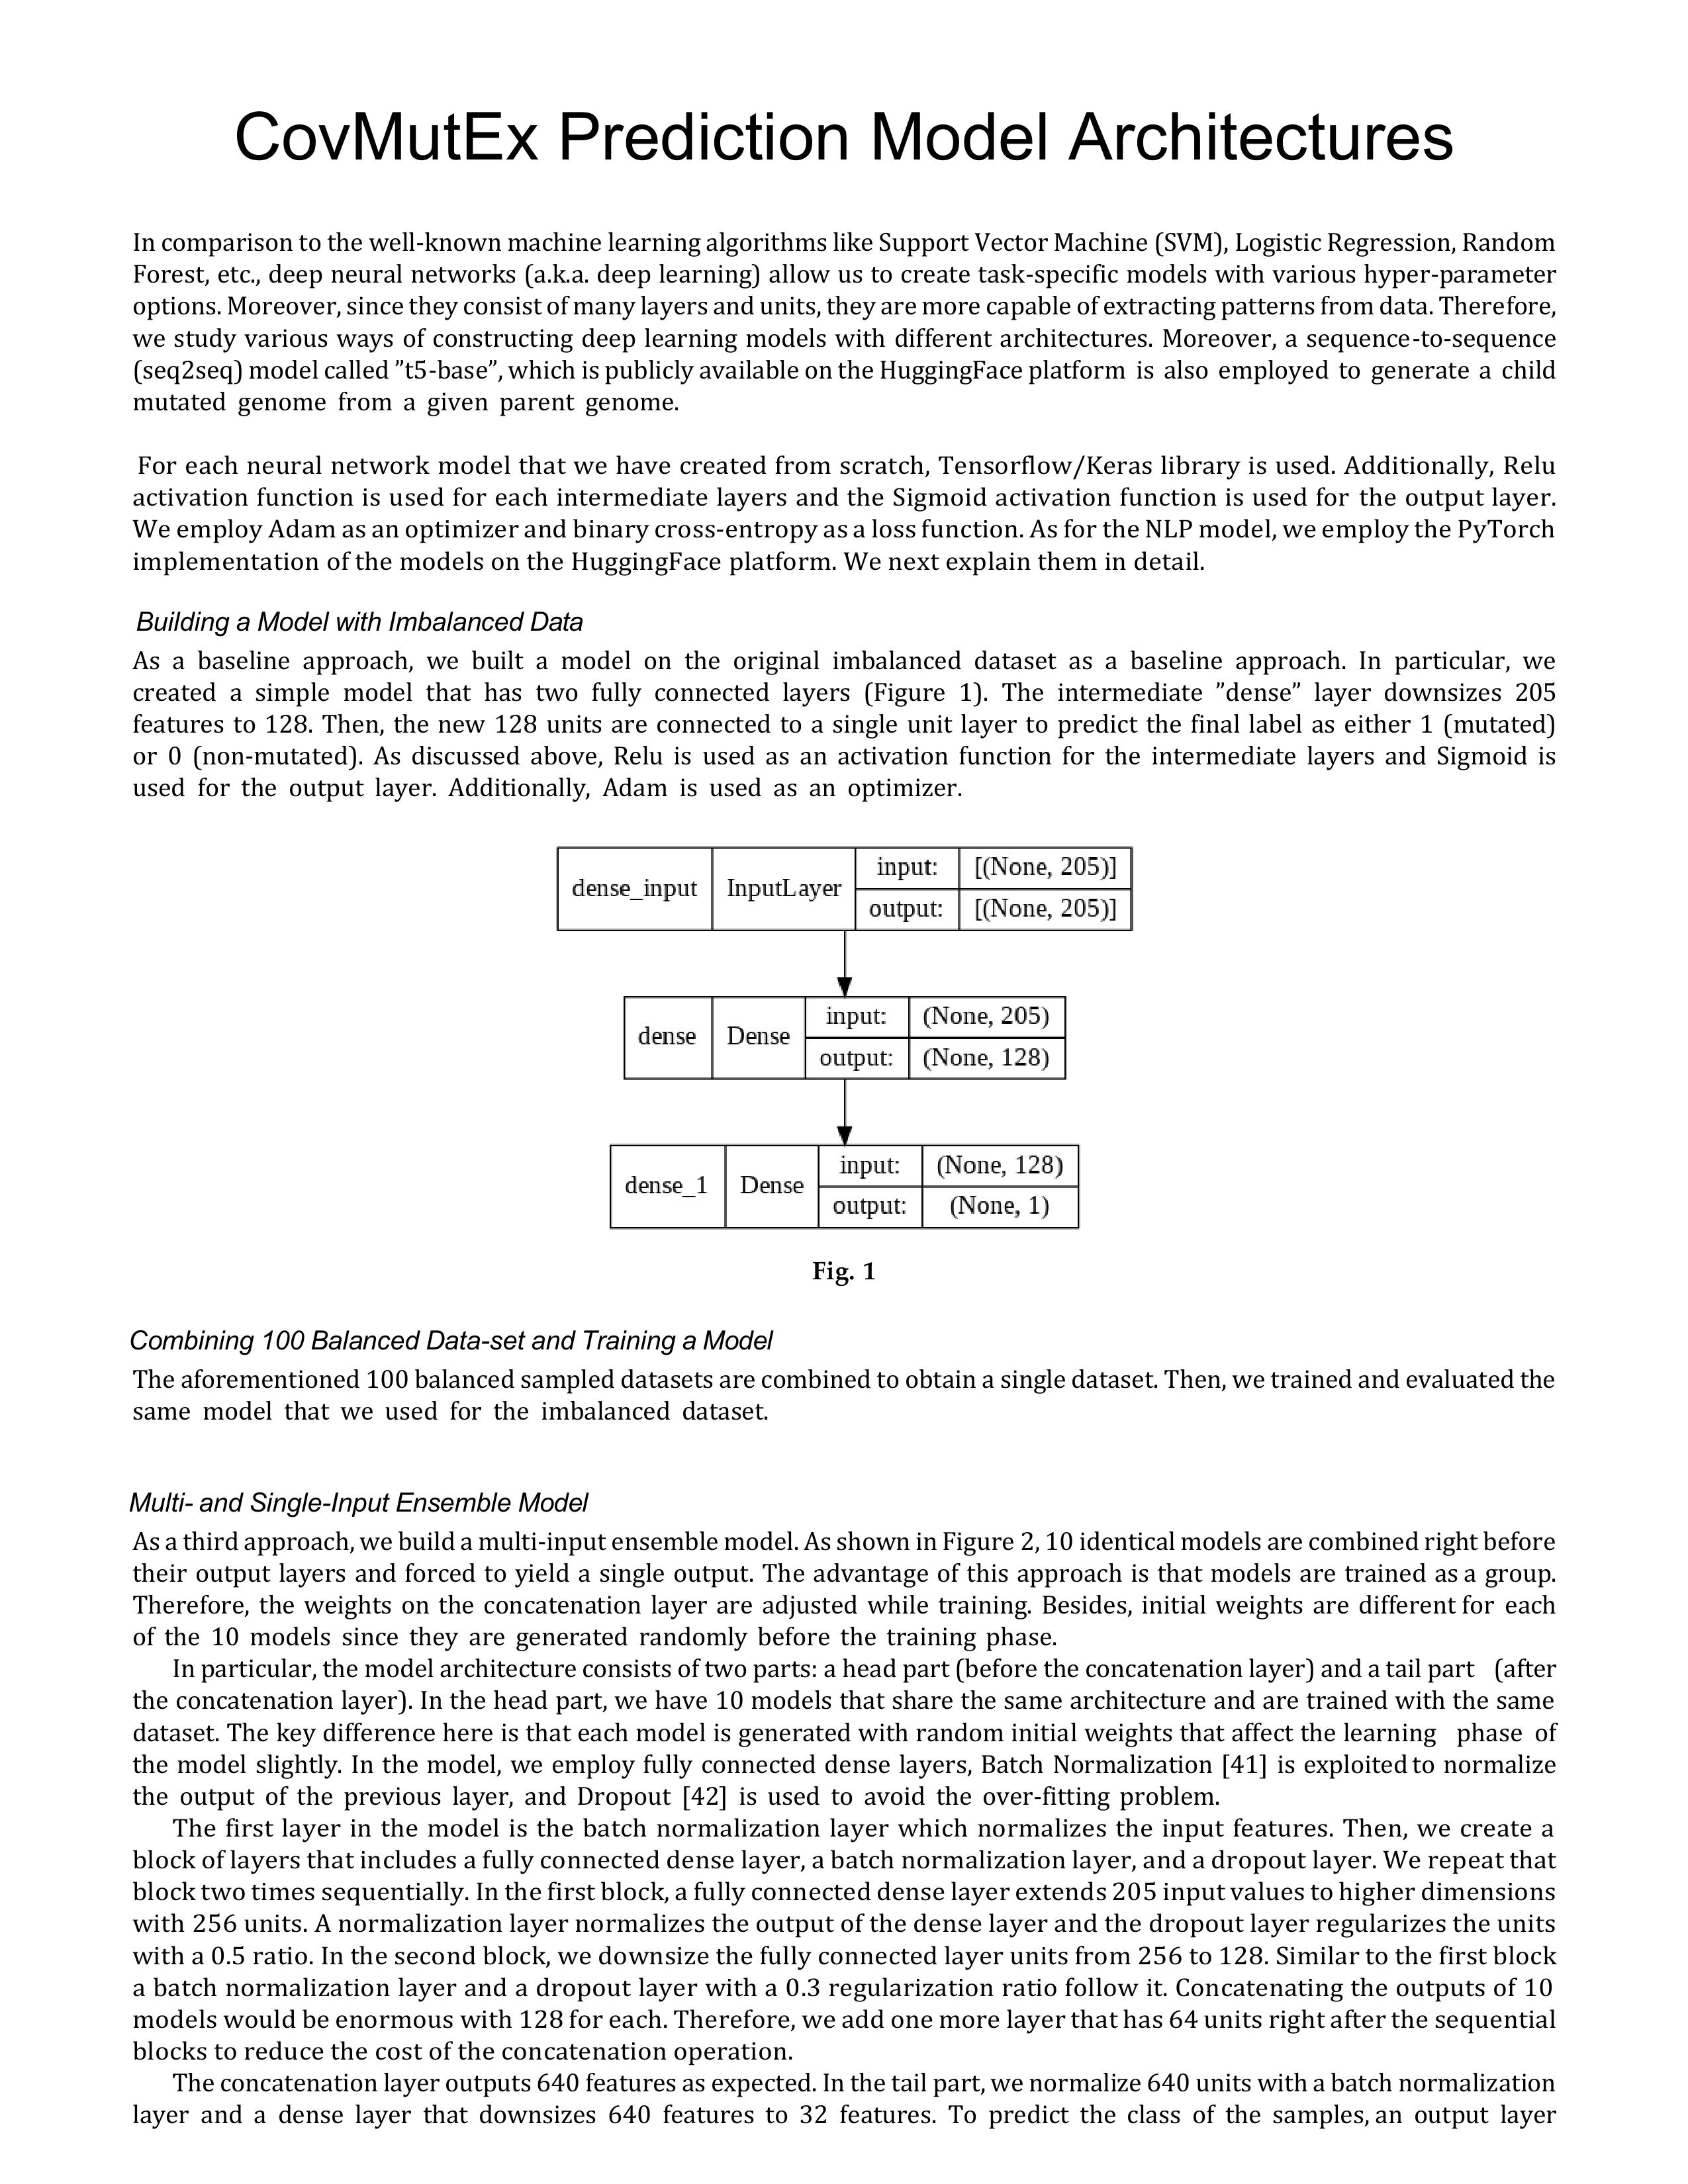 CovMutEx Prediction Model Architectures
In comparison to the well-known machine learning algorithms like Support Vector Machine (SVM), Logistic Regression, Random
Forest, etc., deep neural networks (a.k.a. deep learning) allow us to create task-specific models with various hyper-parameter
options. Moreover, since they consist of many layers and units, they are more capable of extracting patterns from data. Therefore,
we study various ways of constructing deep learning models with different architectures. Moreover, a sequence-to-sequence
(seq2seq) model called ”t5-base”, which is publicly available on the HuggingFace platform is also employed to generate a child
mutated genome from a given parent genome.
For each neural network model that we have created from scratch, Tensorflow/Keras library is used. Additionally, Relu
activation function is used for each intermediate layers and the Sigmoid activation function is used for the output layer.
We employ Adam as an optimizer and binary cross-entropy as a loss function. As for the NLP model, we employ the PyTorch
implementation of the models on the HuggingFace platform. We next explain them in detail.
Building a Model with Imbalanced Data
As a baseline approach, we built a model on the original imbalanced dataset as a baseline approach. In particular, we
created a simple model that has two fully connected layers (Figure 1). The intermediate ”dense” layer downsizes 205
features to 128. Then, the new 128 units are connected to a single unit layer to predict the final label as either 1 (mutated)
or 0 (non-mutated). As discussed above, Relu is used as an activation function for the intermediate layers and Sigmoid is
used for the output layer. Additionally, Adam is used as an optimizer.
dense_input InputLayer input: [(None, 205)]
output: [(None, 205)]
dense Dense input: (None, 205)
output: (None, 128)
dense_1 Dense input: (None, 128)
output: (None, 1)
Fig. 1
Combining 100 Balanced Data-set and Training a Model
The aforementioned 100 balanced sampled datasets are combined to obtain a single dataset. Then, we trained and evaluated the
same model that we used for the imbalanced dataset.
Multi- and Single-Input Ensemble Model
As a third approach, we build a multi-input ensemble model. As shown in Figure 2, 10 identical models are combined right before
their output layers and forced to yield a single output. The advantage of this approach is that models are trained as a group.
Therefore, the weights on the concatenation layer are adjusted while training. Besides, initial weights are different for each
of the 10 models since they are generated randomly before the training phase.
In particular, the model architecture consists of two parts: a head part (before the concatenation layer) and a tail part (after
the concatenation layer). In the head part, we have 10 models that share the same architecture and are trained with the same
dataset. The key difference here is that each model is generated with random initial weights that affect the learning phase of
the model slightly. In the model, we employ fully connected dense layers, Batch Normalization [41] is exploited to normalize
the output of the previous layer, and Dropout [42] is used to avoid the over-fitting problem.
The first layer in the model is the batch normalization layer which normalizes the input features. Then, we create a
block of layers that includes a fully connected dense layer, a batch normalization layer, and a dropout layer. We repeat that
block two times sequentially. In the first block, a fully connected dense layer extends 205 input values to higher dimensions
with 256 units. A normalization layer normalizes the output of the dense layer and the dropout layer regularizes the units
with a 0.5 ratio. In the second block, we downsize the fully connected layer units from 256 to 128. Similar to the first block
a batch normalization layer and a dropout layer with a 0.3 regularization ratio follow it. Concatenating the outputs of 10
models would be enormous with 128 for each. Therefore, we add one more layer that has 64 units right after the sequential
blocks to reduce the cost of the concatenation operation.
The concatenation layer outputs 640 features as expected. In the tail part, we normalize 640 units with a batch normalization
layer and a dense layer that downsizes 640 features to 32 features. To predict the class of the samples, an output layer